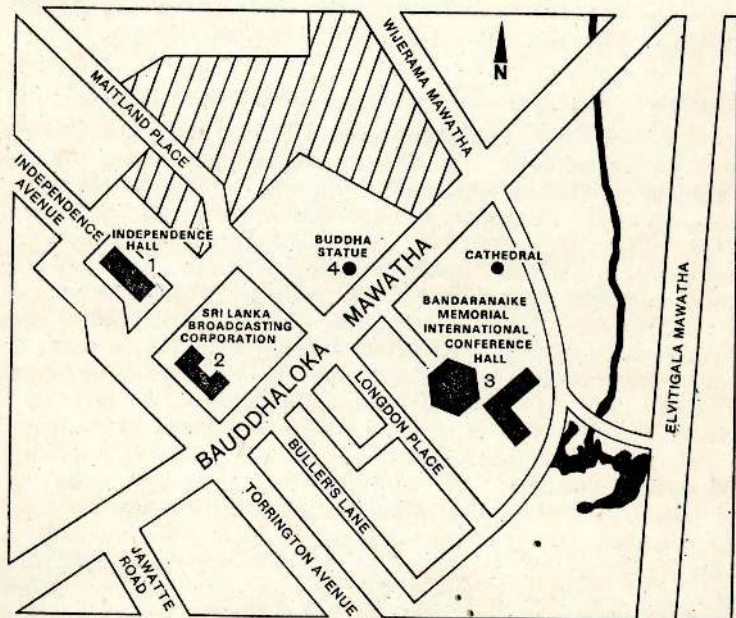 WIJERAMA MAWATHA
N
MAITLAND PLACE
INDEPENDENCE
AVENUE
INDEPENDENCE
HALL
1
BUDDHA
STATUE
4
CATHEDRAL
SRI LANKA
BROADCASTING
CORPORATION
2
BANDARANAIKE
MEMORIAL
INTERNATIONAL
CONFERENCE
HALL
3
BAUDDHALOKA MAWATHA
LONGDON PLACE
BULLER'S LANE
TORRINGTON AVENUE
JAWATTE
ROAD
ELVITIGALA MAWATHA